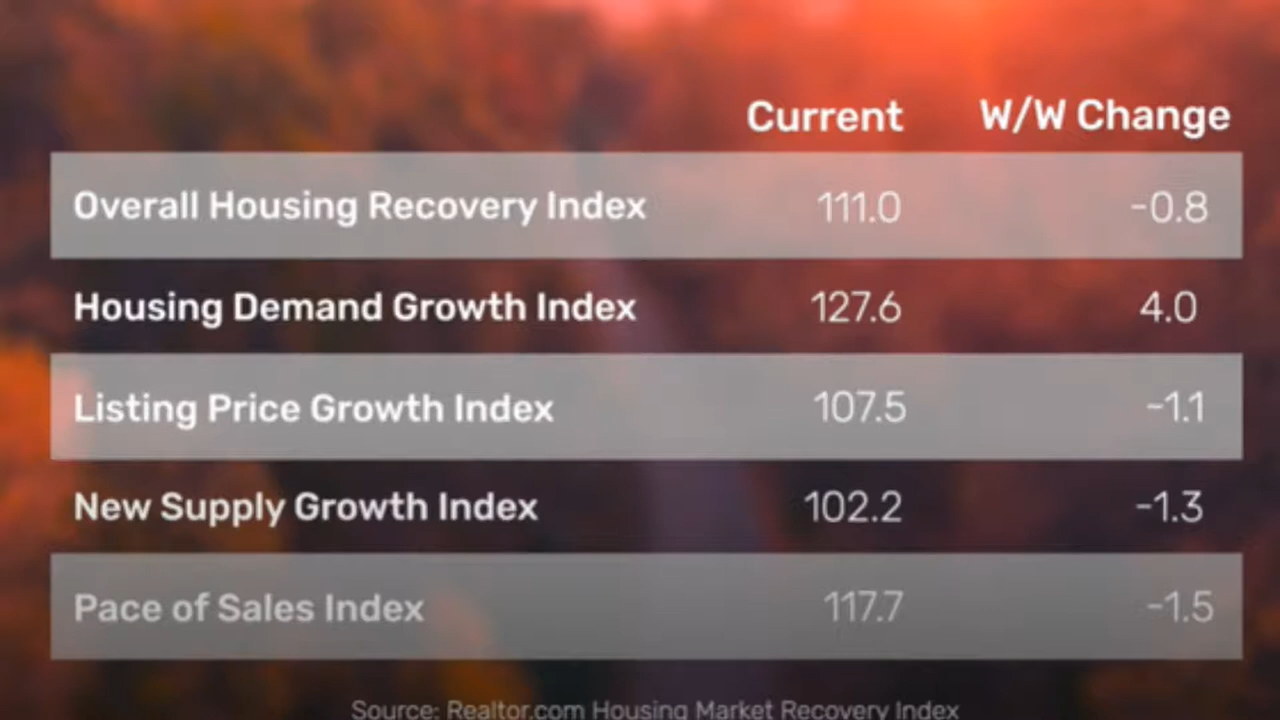 Current W/W Change
Overall Housing Recovery Index 111.0 -0.8
Housing Demand Growth Index 127.6 4.0
Listing Price Growth Index 107.5 -1.1
New Supply Growth Index 102.2 -1.3
Pace of Sales Index 117.7 -1.5
Source: Realtor.com Housing Market Recovery Index